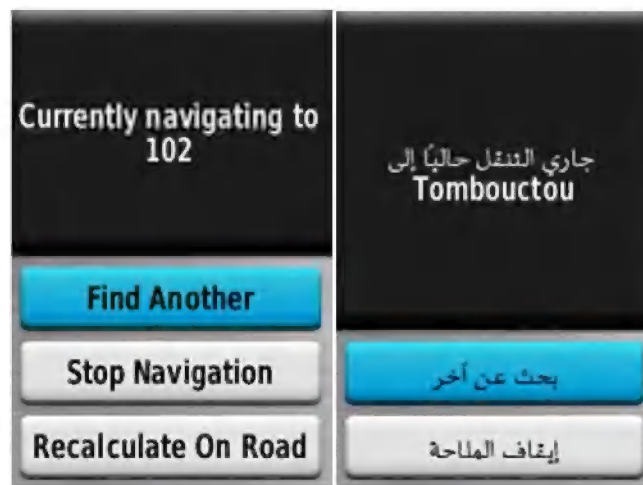 Currently navigating to
102
Find Another
Stop Navigation
Recalculate On Road
جاري التنقل حاليًا إلى
Tombouctou
بحث عن آخر
إيقاف الملاحة